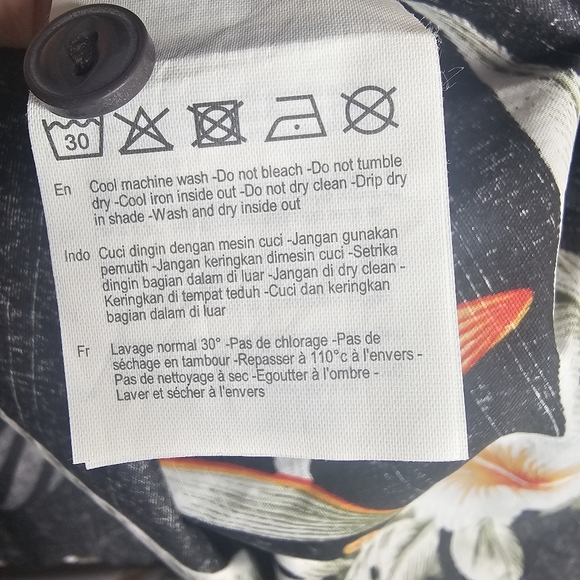 30
En Cool machine wash -Do not bleach -Do not tumble
dry -Cool iron inside out -Do not dry clean -Drip dry
in shade -Wash and dry inside out
Indo Cuci dingin dengan mesin cuci -Jangan gunakan
pemutih -Jangan keringkan dimesin cuci -Setrika
dingin bagian dalam di luar -Jangan di dry clean -
Keringkan di tempat teduh -Cuci dan keringkan
bagian dalam di luar
Fr Lavage normal 30° -Pas de chlorage -Pas de
séchage en tambour -Repasser à 110°c à l'envers -
Pas de nettoyage à sec -Egoutter à l'ombre -
Laver et sécher à l'envers